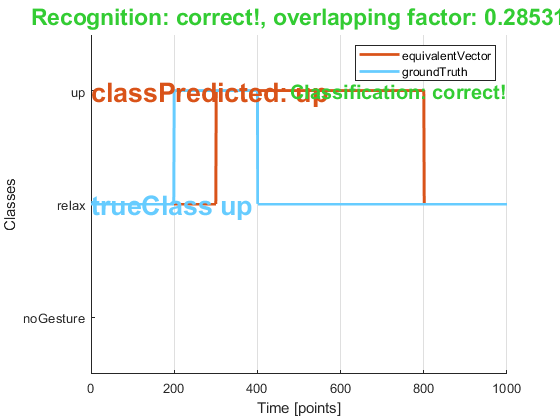 Recognition: correct!, overlapping factor: 0.28531
equivalentVector
groundTruth
up
classPredicted: up
Classification: correct!
Classes
relax
trueClass up
noGesture
0 200 400 600 800 1000
Time [points]